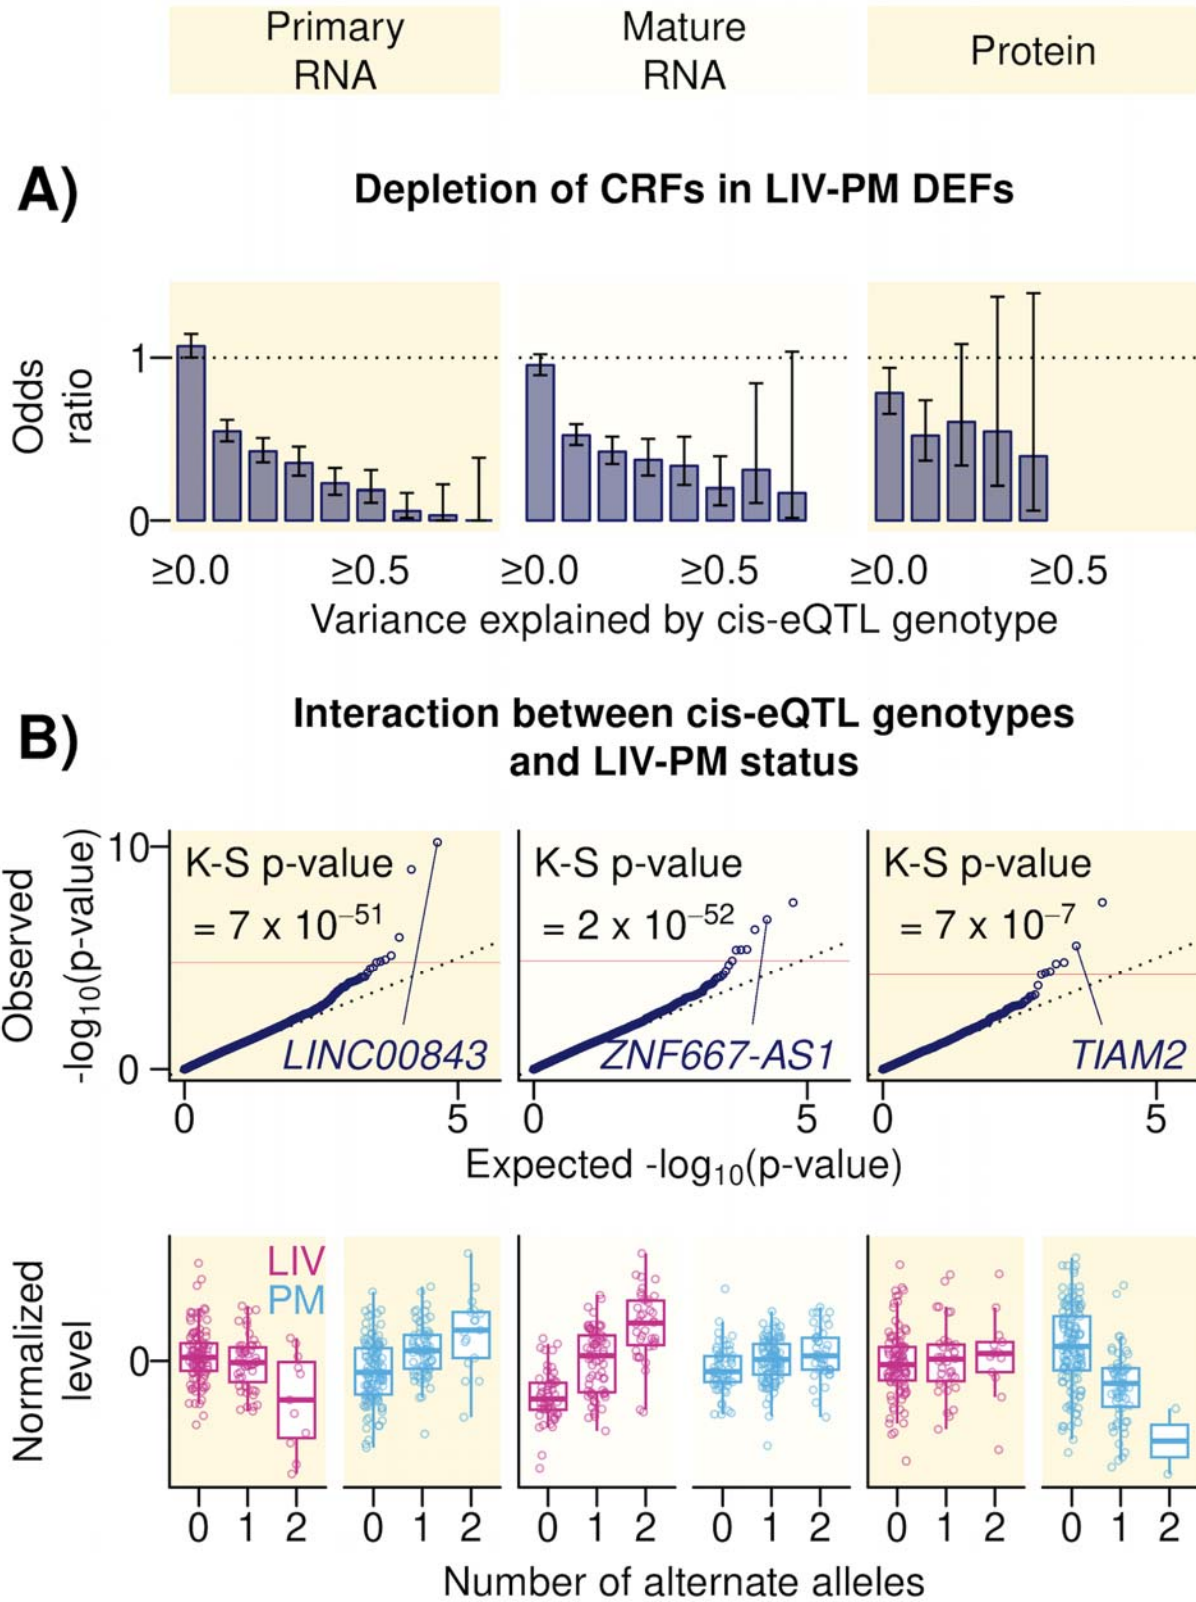 Primary
RNA
Mature
RNA
Protein
A)
Depletion of CRFs in LIV-PM DEFs
Odds
ratio
1
0
≥0.0
≥0.5
≥0.0
≥0.5
≥0.0
≥0.5
Variance explained by cis-eQTL genotype
B)
Interaction between cis-eQTL genotypes
and LIV-PM status
Observed
-log₁₀(p-value)
10
0
K-S p-value
= 7 x 10⁻⁵¹
LINC00843
K-S p-value
= 2 x 10⁻⁵²
ZNF667-AS1
K-S p-value
= 7 x 10⁻⁷
TIAM2
0
5
0
5
0
5
Expected -log₁₀(p-value)
Normalized
level
0
LIV
PM
0 1 2
0 1 2
0 1 2
0 1 2
0 1 2
0 1 2
Number of alternate alleles